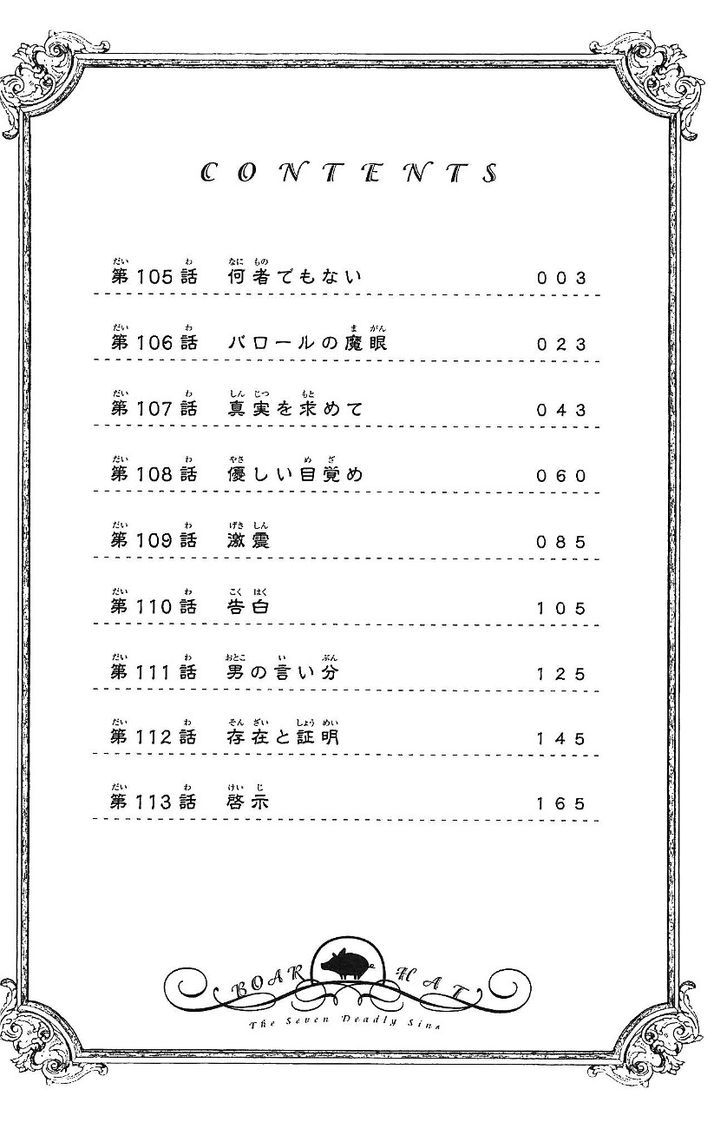 CONTENTS
第105話 何者でもない 003
第106話 バロールの魔眼 023
第107話 真実を求めて 043
第108話 優しい目覚め 060
第109話 激震 085
第110話 告白 105
第111話 男の言い分 125
第112話 存在と証明 145
第113話 啓示 165
BOAR HAT
The Seven Deadly Sins